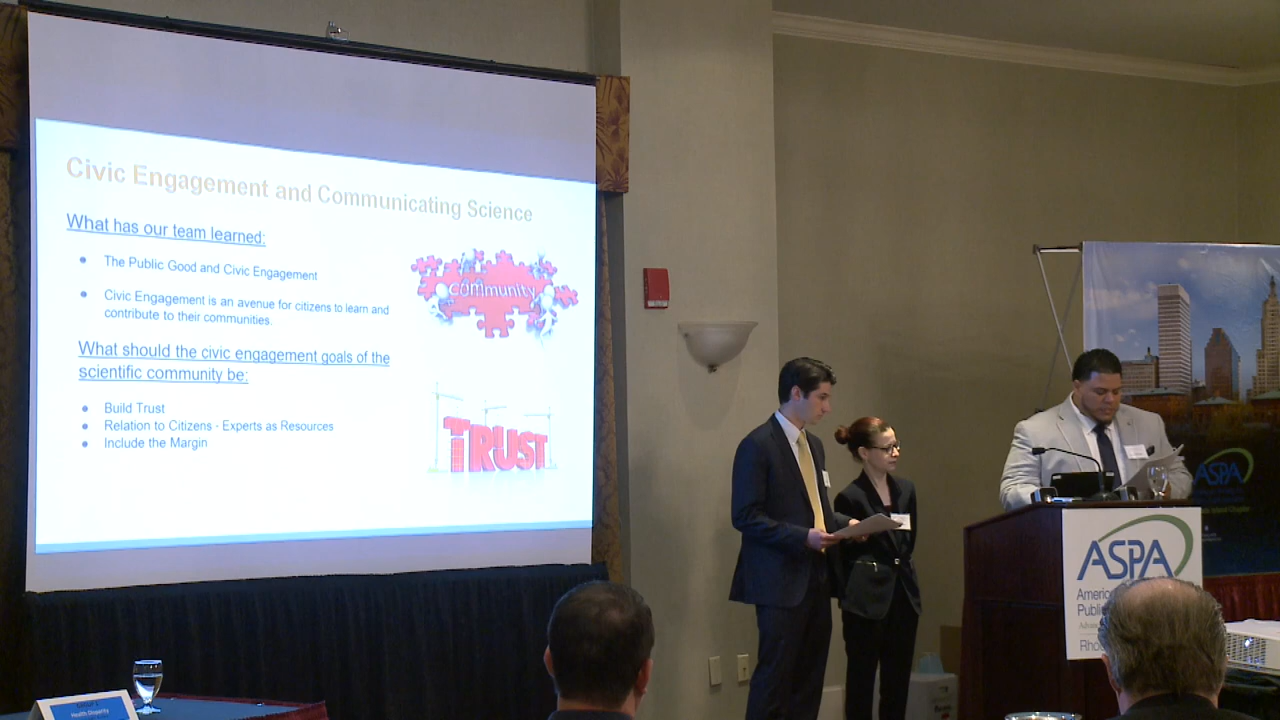 Civic Engagement and Communicating Science
What has our team learned:
● The Public Good and Civic Engagement
● Civic Engagement is an avenue for citizens to learn and
contribute to their communities.
What should the civic engagement goals of the
scientific community be:
● Build Trust
● Relation to Citizens - Experts as Resources
● Include the Margin
community
TRUST
ASPA
ASPA
Health Disparity